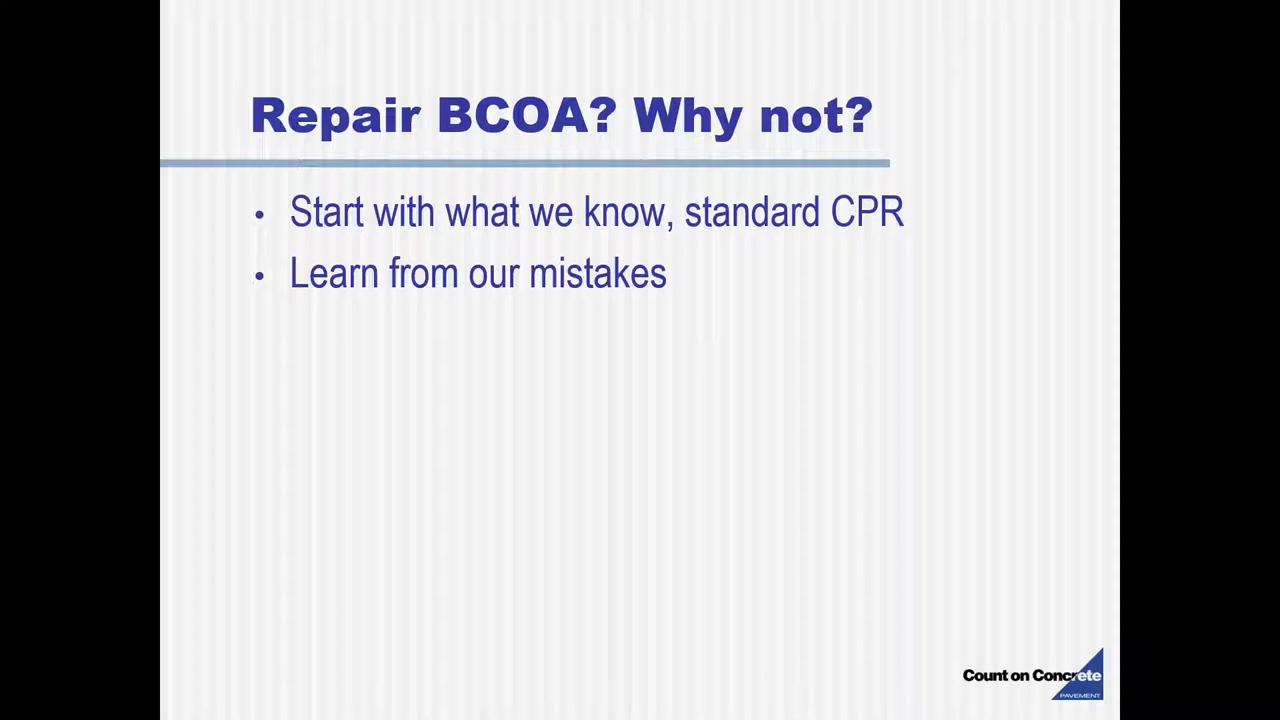 Repair BCOA? Why not?
• Start with what we know, standard CPR
• Learn from our mistakes
Count on Concrete
PAVEMENT